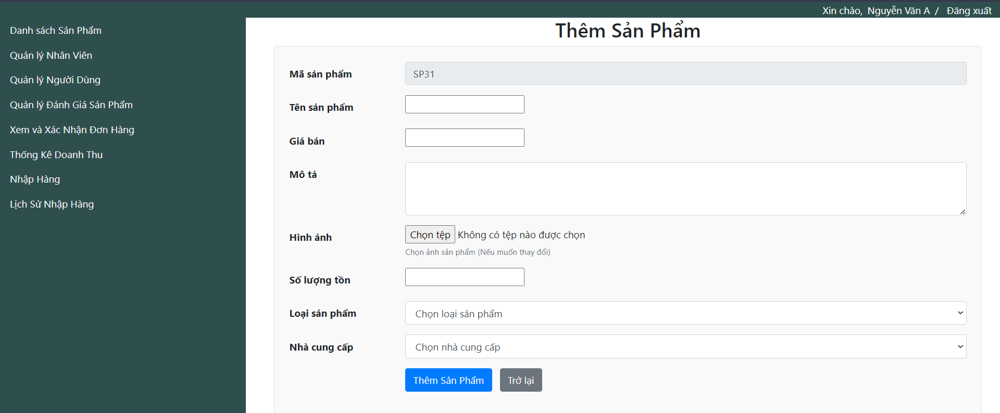 Xin chào, Nguyễn Văn A / Đăng xuất
Danh sách Sản Phẩm
Quản lý Nhân Viên
Quản lý Người Dùng
Quản lý Đánh Giá Sản Phẩm
Xem và Xác Nhận Đơn Hàng
Thống Kê Doanh Thu
Nhập Hàng
Lịch Sử Nhập Hàng
Thêm Sản Phẩm
Mã sản phẩm SP31
Tên sản phẩm
Giá bán
Mô tả
Hình ảnh Chọn tệp Không có tệp nào được chọn
Chọn ảnh sản phẩm (Nếu muốn thay đổi)
Số lượng tồn
Loại sản phẩm Chọn loại sản phẩm
Nhà cung cấp Chọn nhà cung cấp
Thêm Sản Phẩm Trở lại